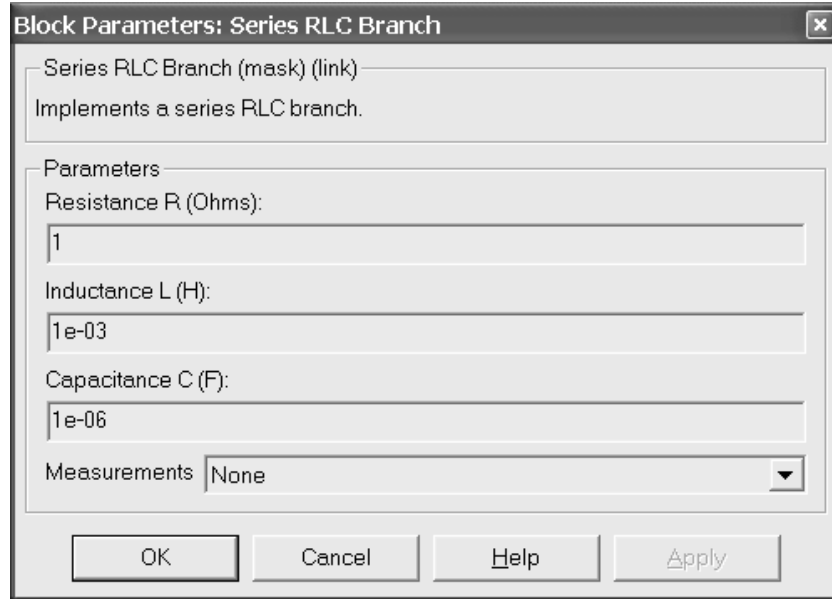 Block Parameters: Series RLC Branch
Series RLC Branch (mask) (link)
Implements a series RLC branch.
Parameters
Resistance R (Ohms):
1
Inductance L (H):
1e-03
Capacitance C (F):
1e-06
Measurements None
OK Cancel Help Apply